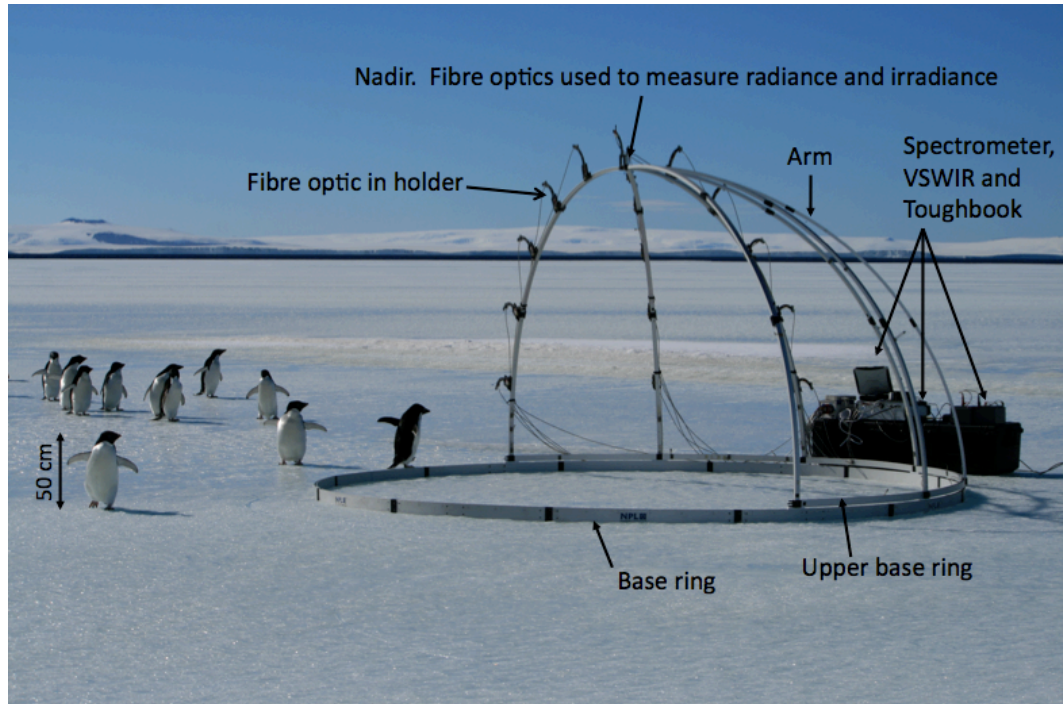 Nadir.  Fibre optics used to measure radiance and irradiance
Fibre optic in holder
Arm
Spectrometer,
VSWIR and
Toughbook
50 cm
NPL
Base ring
Upper base ring